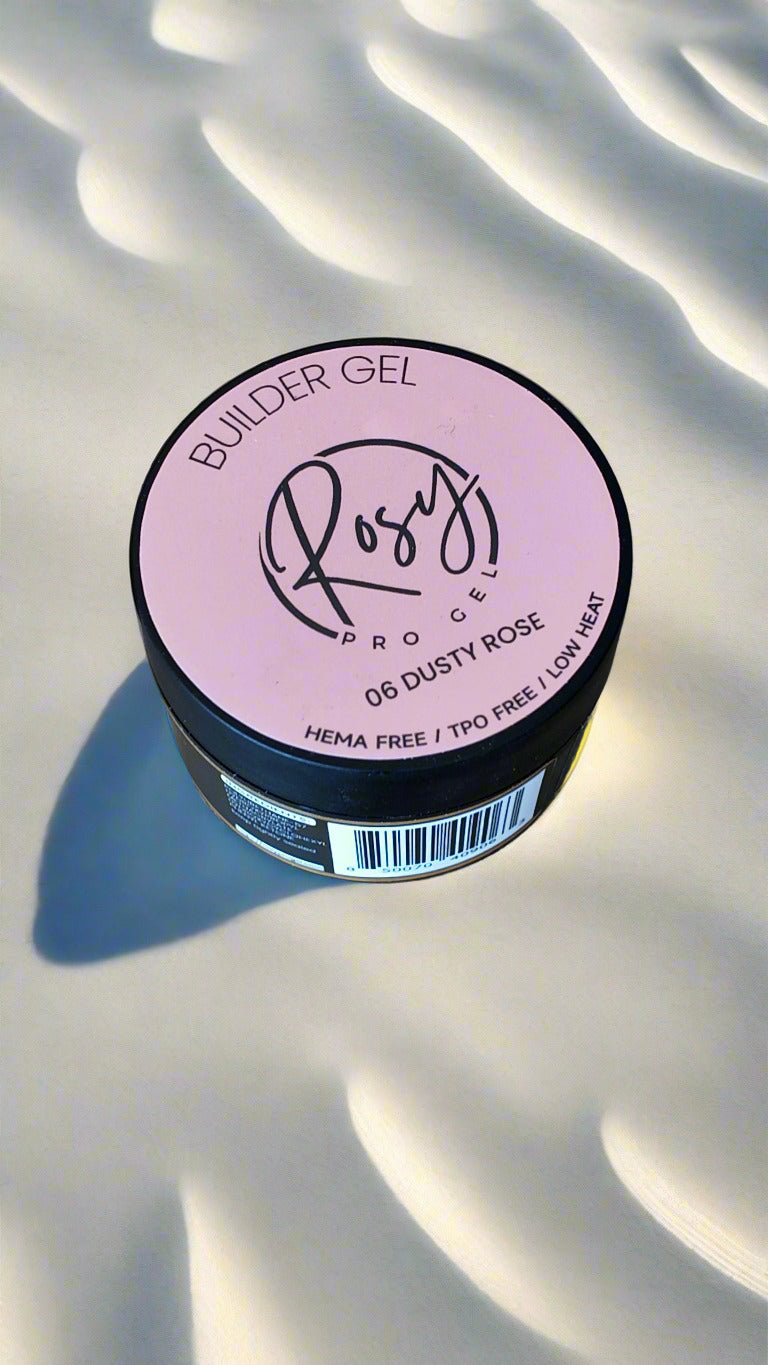 BUILDER GEL
Rosy
PRO GEL
06 DUSTY ROSE
HEMA FREE / TPO FREE / LOW HEAT